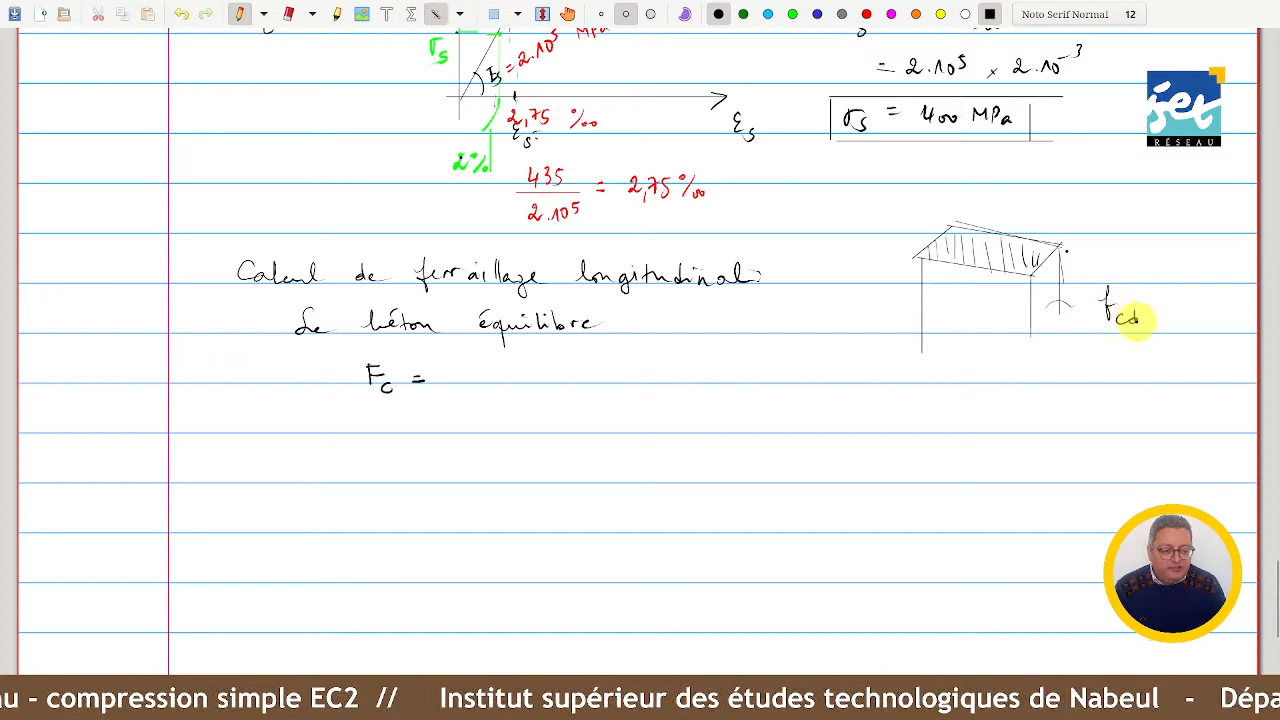 Noto Serif Normal 12
σs
Es = 2.10⁵ MPa
= 2.10⁵ × 2.10⁻³
σs = 400 MPa
2,75 ‰
εs =
εs
2‰
435 / 2.10⁵ = 2,75 ‰
iset
RÉSEAU
Calcul de ferraillage longitudinal:
Le béton équilibre
fcd
Fc =
au - compression simple EC2 // Institut supérieur des études technologiques de Nabeul - Dépa